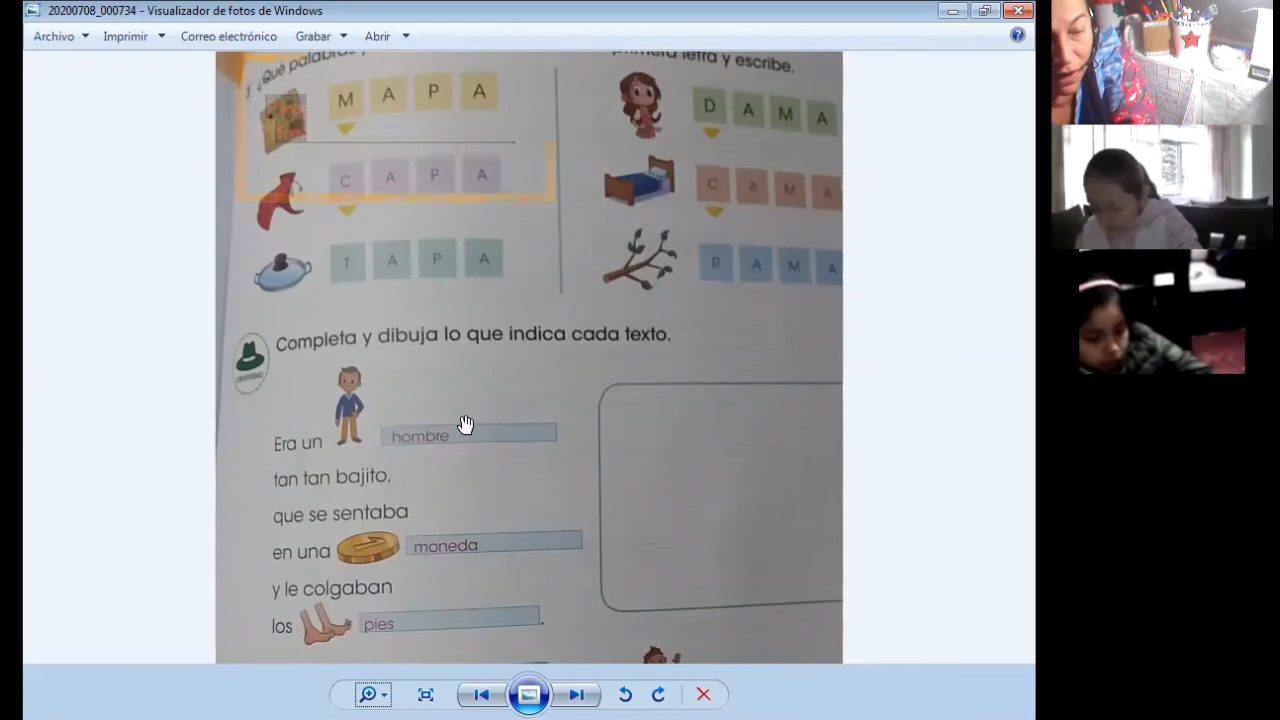 20200708_000734 - Visualizador de fotos de Windows
Archivo Imprimir Correo electrónico Grabar Abrir
¿Qué
letra y escribe.
M A P A
D A M A
C A P A
C A M A
T A P A
R A M A
Completa y dibuja lo que indica cada texto.
Era un hombre
tan tan bajito,
que se sentaba
en una moneda
y le colgaban
los pies.